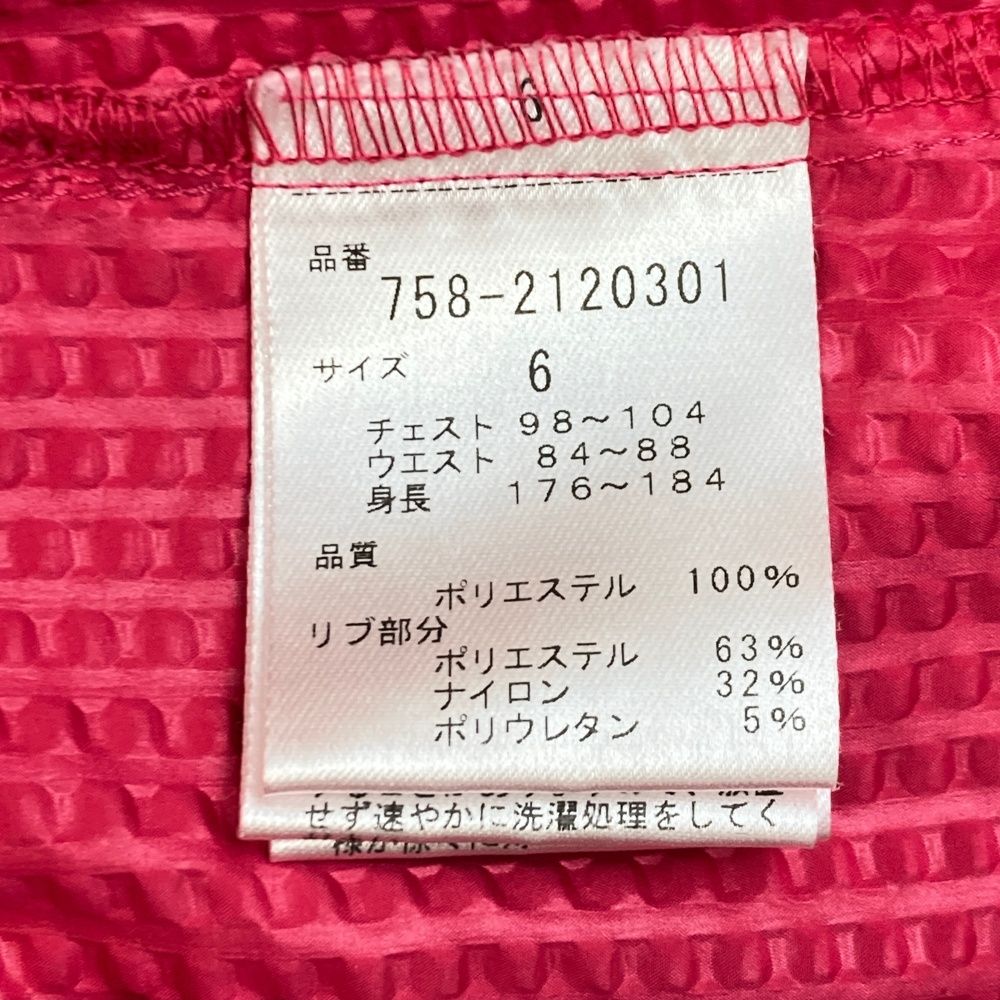 6
品番
758-2120301
サイズ 6
チェスト 98～104
ウエスト 84～88
身長 176～184
品質
ポリエステル 100%
リブ部分
ポリエステル 63%
ナイロン 32%
ポリウレタン 5%
せず速やかに洗濯処理をしてく